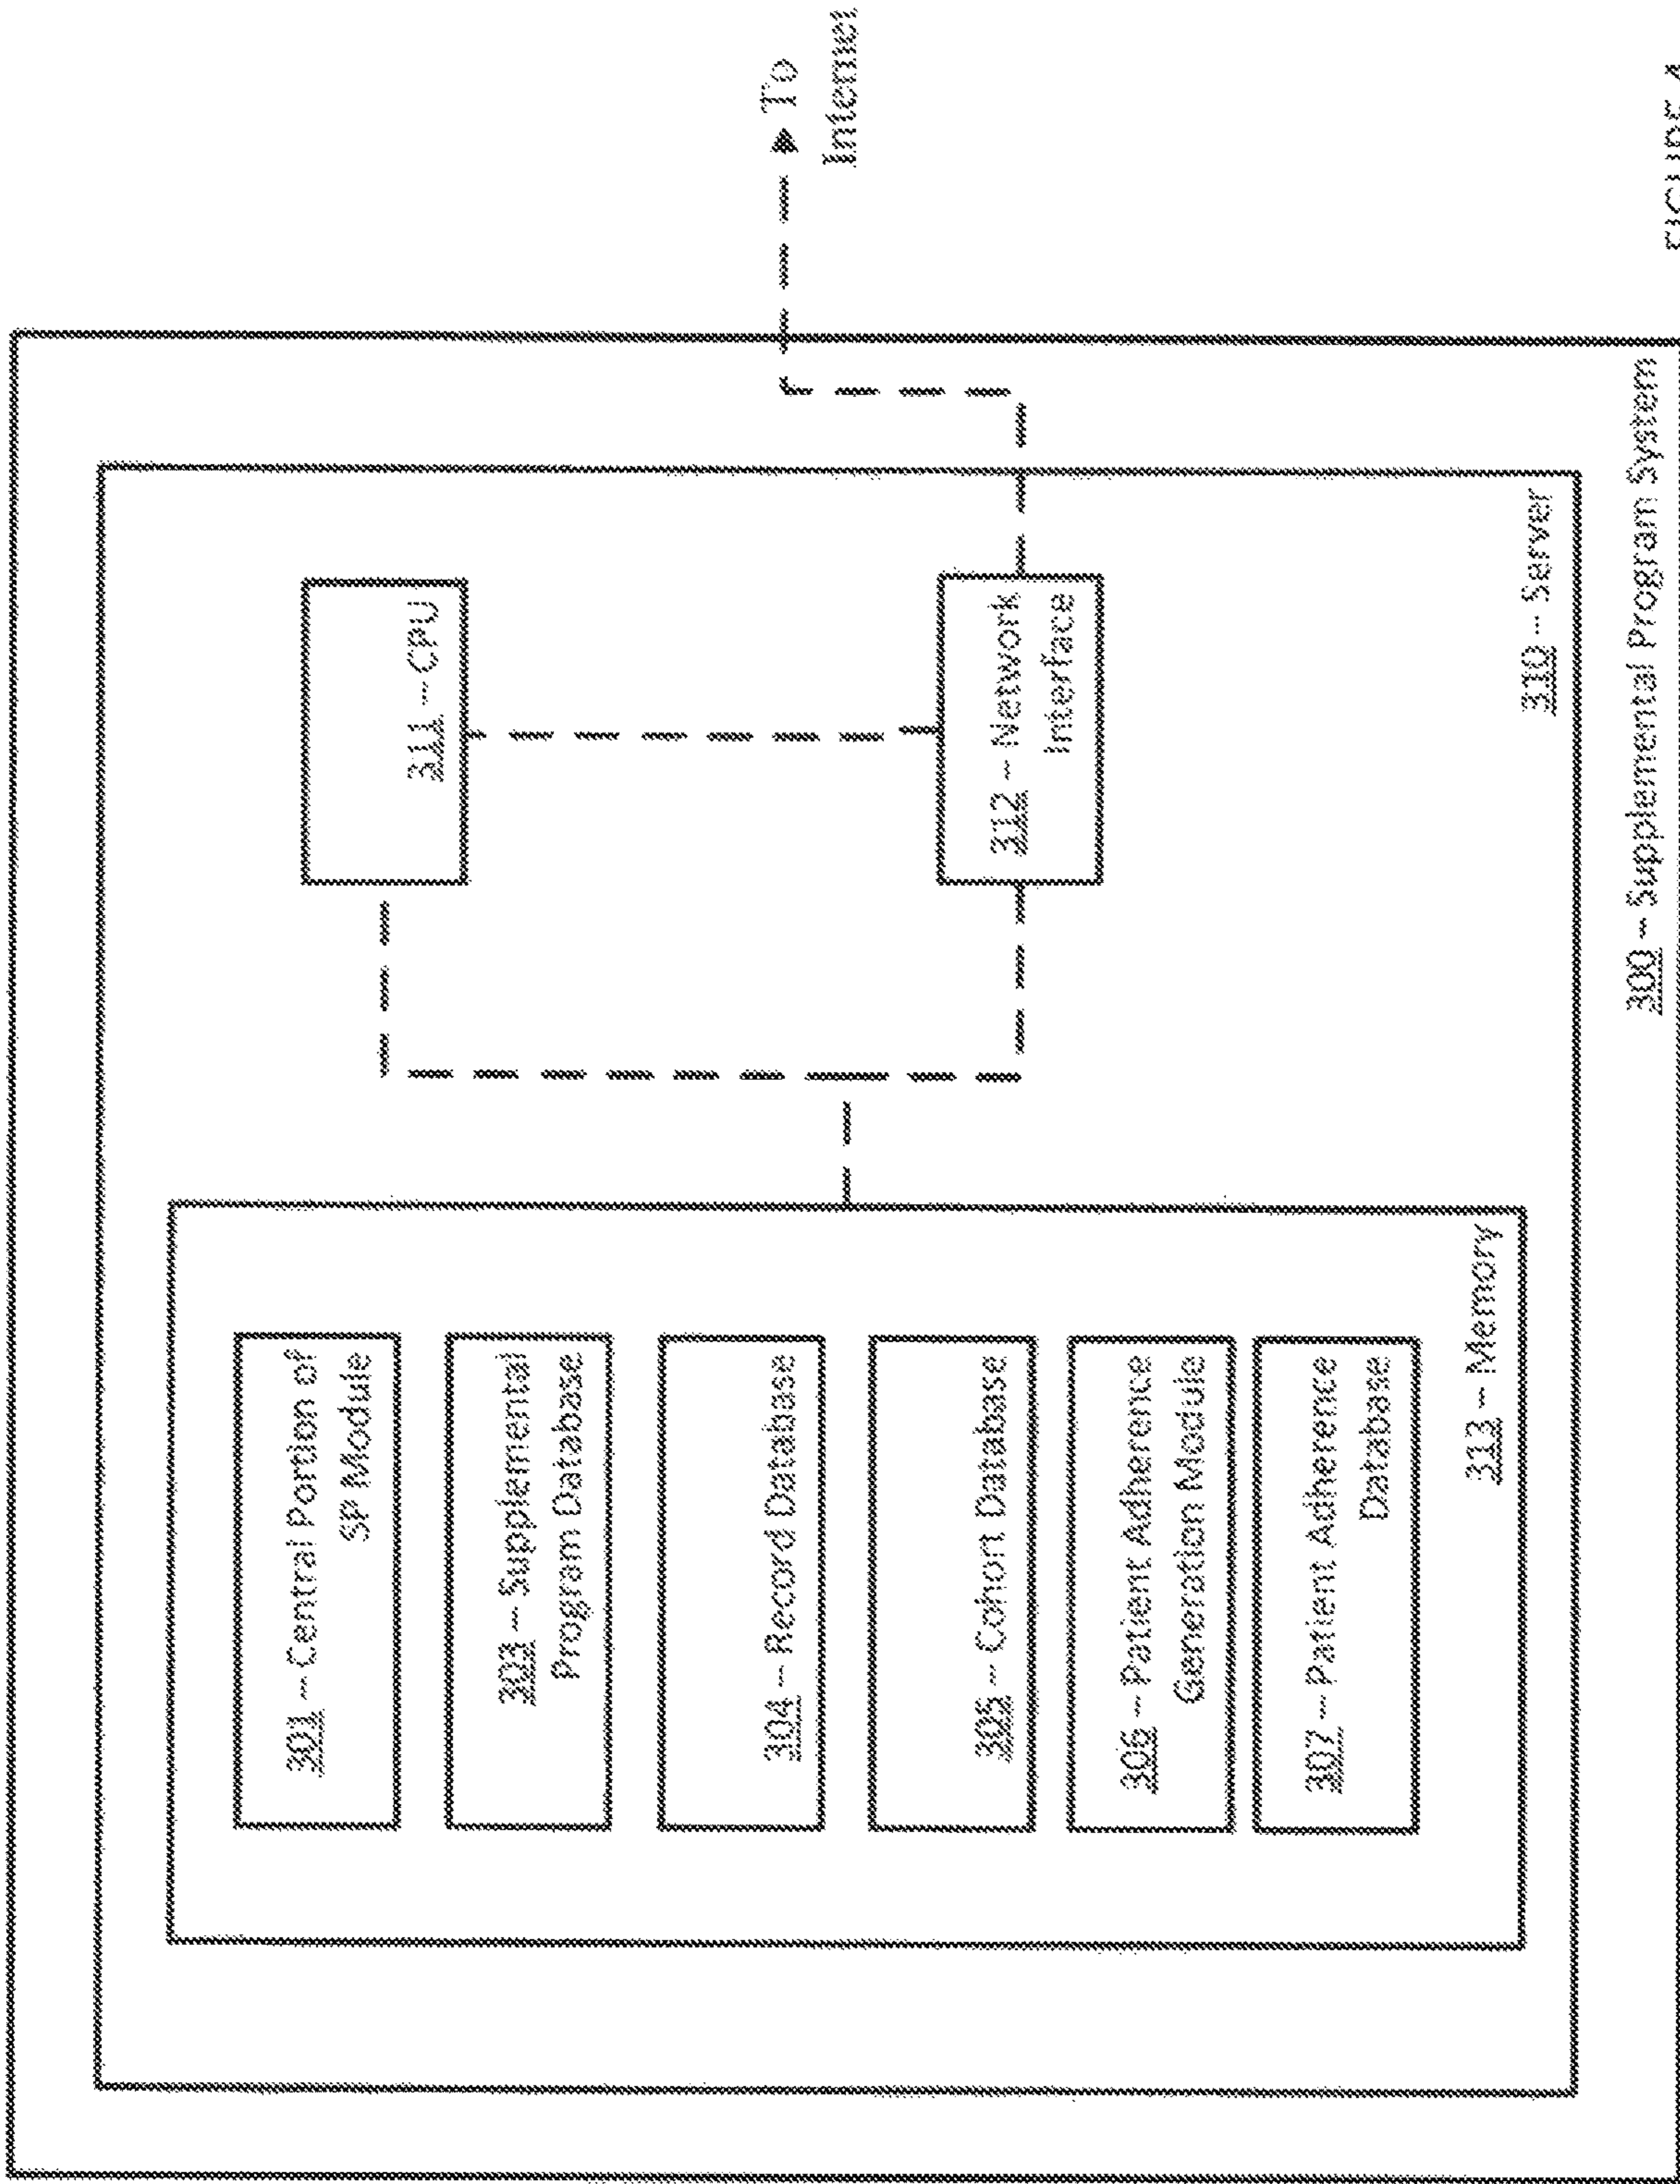 301 -- Central Portion of
SP Module
303 -- Supplemental
Program Database
304 -- Record Database
305 -- Cohort Database
306 -- Patient Adherence
Generation Module
307 -- Patient Adherence
Database
313 -- Memory
311 -- CPU
312 -- Network
Interface
310 -- Server
300 -- Supplemental Program System
To
Internet
FIGURE 4